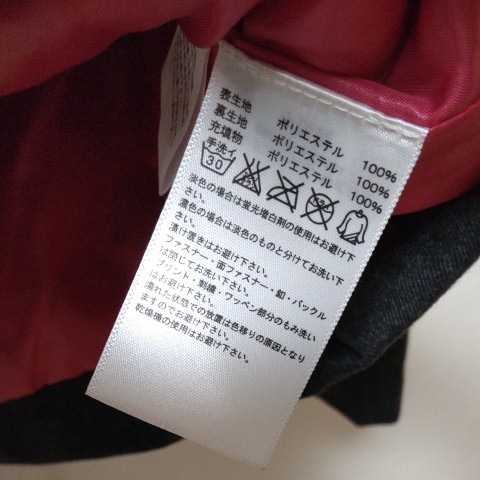 表生地 ポリエステル 100%
裏生地 ポリエステル 100%
充填物 ポリエステル 100%
手洗イ
30
淡色の場合は蛍光増白剤の使用はお避け下さい。
濃色の場合は淡色のものと分けてお洗い下さい。
漬け置きはお避け下さい。
ファスナー・面ファスナー・釦・バックル
は閉じてお洗い下さい。
プリント・刺繍・ワッペン部分のもみ洗い
はお避け下さい。
濡れた状態での放置は色移りの原因となり
ますのでお避け下さい。
乾燥機の使用はお避け下さい。